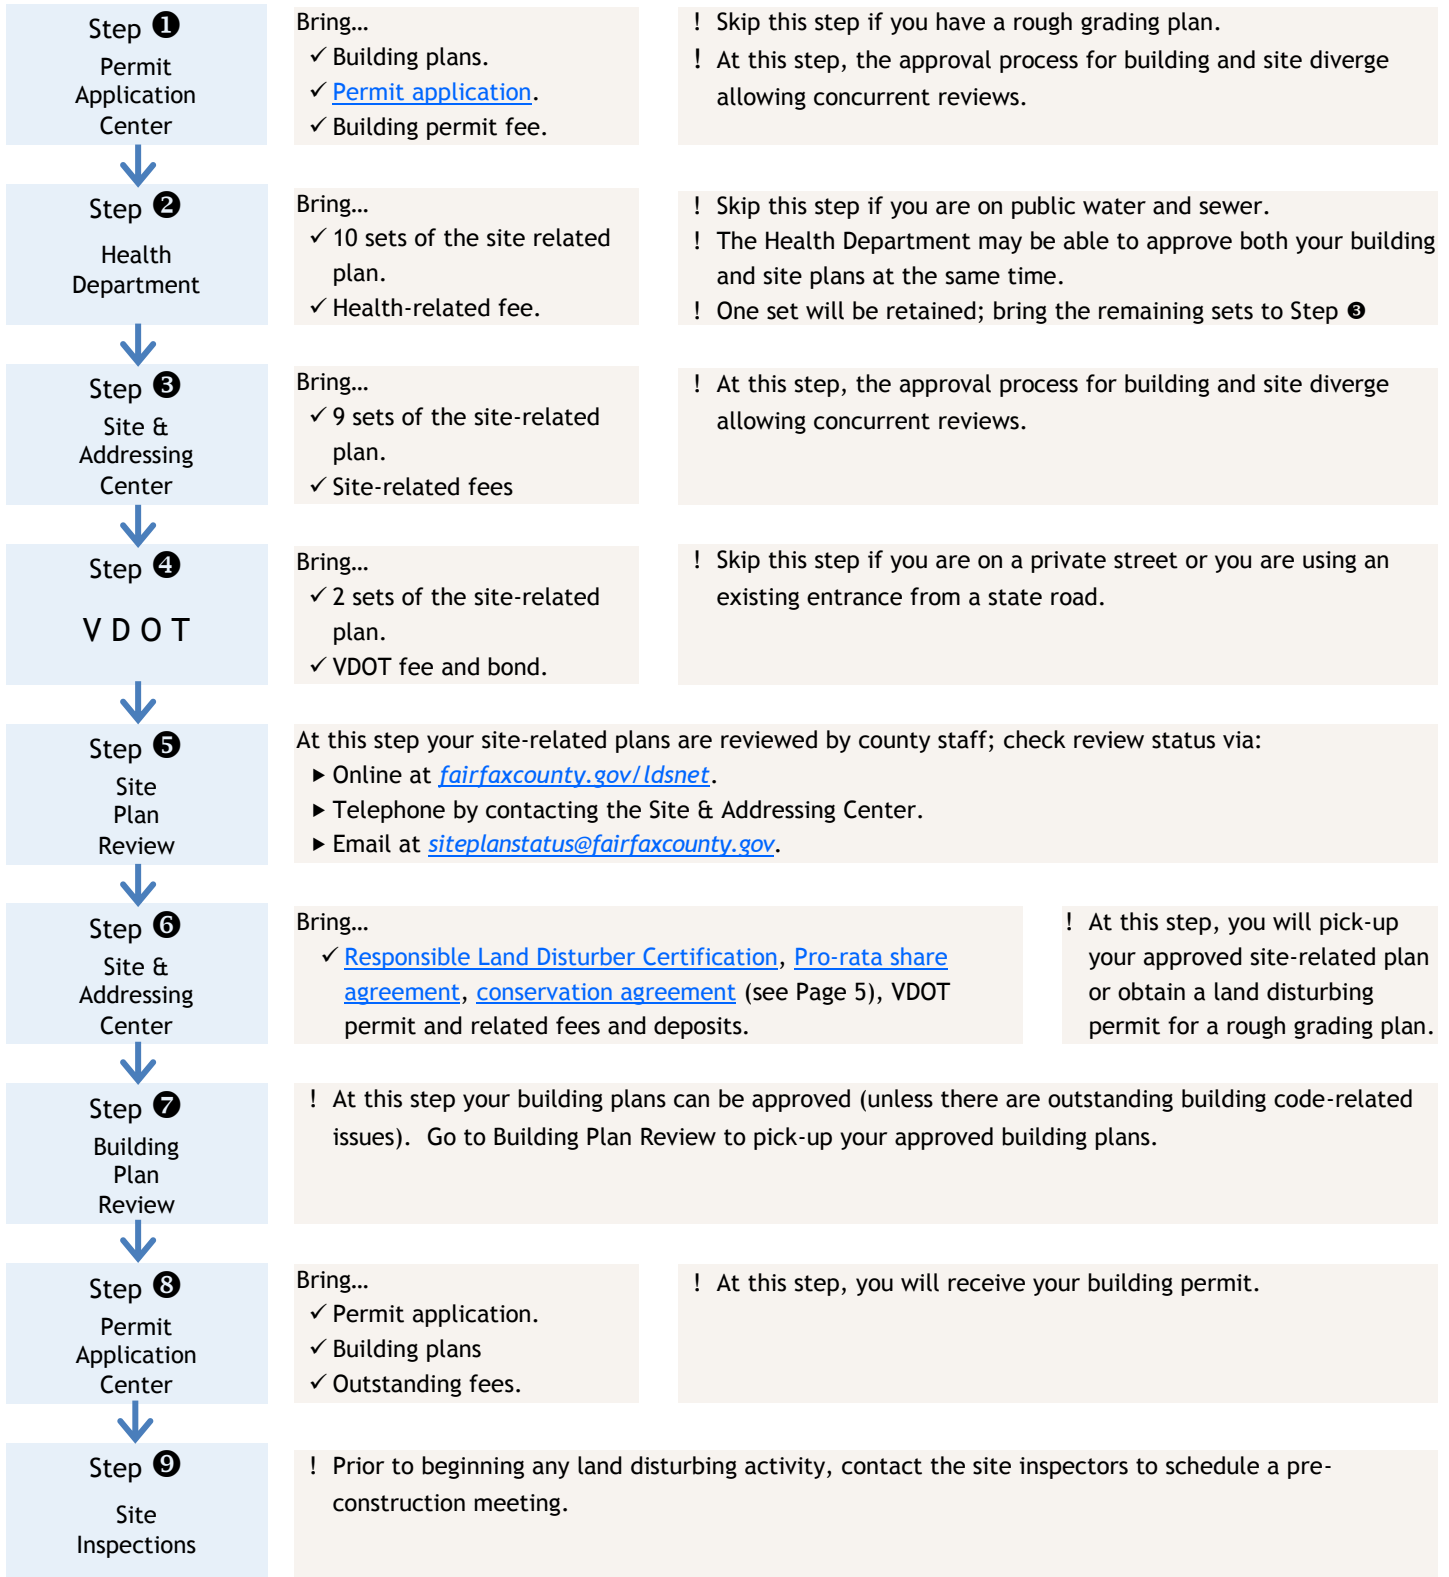 Step ❶
Permit
Application
Center
Bring…
✓ Building plans.
✓ Permit application.
✓ Building permit fee.
! Skip this step if you have a rough grading plan.
! At this step, the approval process for building and site diverge
allowing concurrent reviews.
Step ❷
Health
Department
Bring…
✓ 10 sets of the site related
plan.
✓ Health-related fee.
! Skip this step if you are on public water and sewer.
! The Health Department may be able to approve both your building
and site plans at the same time.
! One set will be retained; bring the remaining sets to Step ❸
Step ❸
Site &
Addressing
Center
Bring…
✓ 9 sets of the site-related
plan.
✓ Site-related fees
! At this step, the approval process for building and site diverge
allowing concurrent reviews.
Step ❹
V D O T
Bring…
✓ 2 sets of the site-related
plan.
✓ VDOT fee and bond.
! Skip this step if you are on a private street or you are using an
existing entrance from a state road.
Step ❺
Site
Plan
Review
At this step your site-related plans are reviewed by county staff; check review status via:
▶ Online at fairfaxcounty.gov/ldsnet.
▶ Telephone by contacting the Site & Addressing Center.
▶ Email at siteplanstatus@fairfaxcounty.gov.
Step ❻
Site &
Addressing
Center
Bring…
✓ Responsible Land Disturber Certification, Pro-rata share
agreement, conservation agreement (see Page 5), VDOT
permit and related fees and deposits.
! At this step, you will pick-up
your approved site-related plan
or obtain a land disturbing
permit for a rough grading plan.
Step ❼
Building
Plan
Review
! At this step your building plans can be approved (unless there are outstanding building code-related
issues).  Go to Building Plan Review to pick-up your approved building plans.
Step ❽
Permit
Application
Center
Bring…
✓ Permit application.
✓ Building plans
✓ Outstanding fees.
! At this step, you will receive your building permit.
Step ❾
Site
Inspections
! Prior to beginning any land disturbing activity, contact the site inspectors to schedule a pre-
construction meeting.